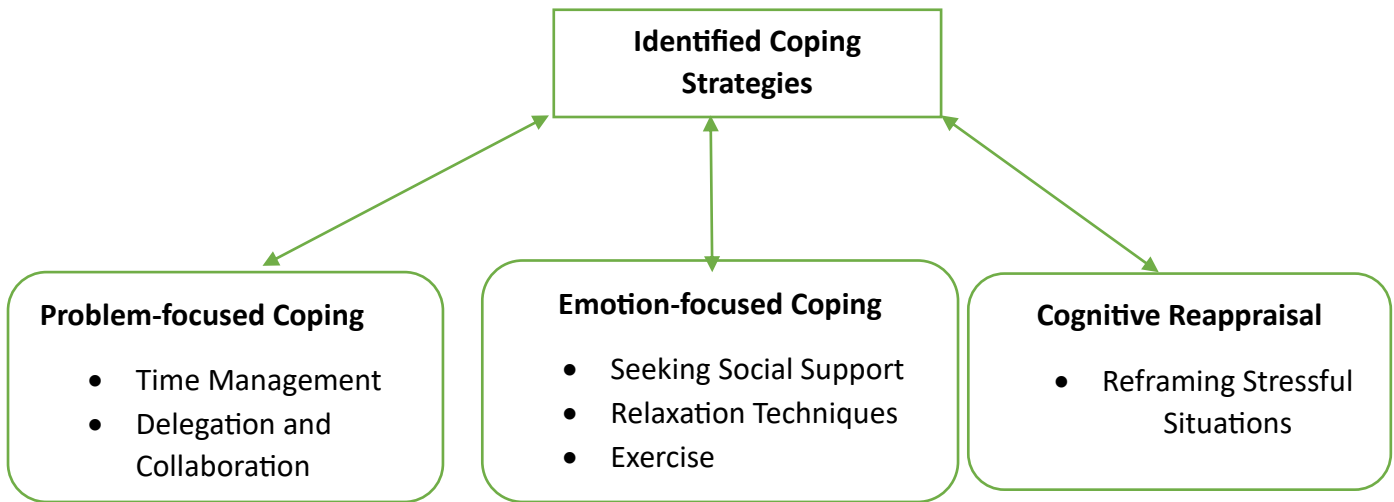 Identified Coping
Strategies
Problem-focused Coping
• Time Management
• Delegation and
Collaboration
Emotion-focused Coping
• Seeking Social Support
• Relaxation Techniques
• Exercise
Cognitive Reappraisal
• Reframing Stressful
Situations